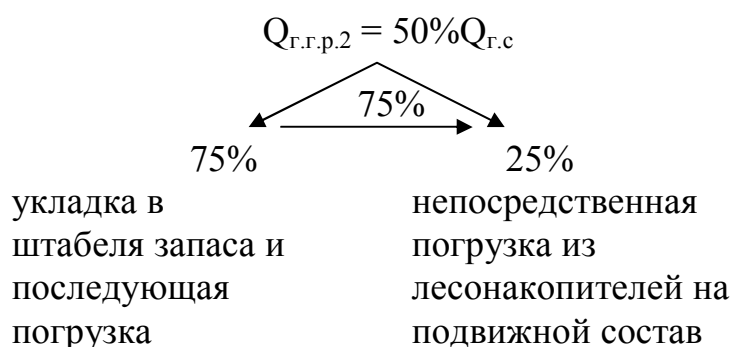 Qг.г.р.2 = 50%Qг.с
75%
75%
25%
укладка в
штабеля запаса и
последующая
погрузка
непосредственная
погрузка из
лесонакопителей на
подвижной состав